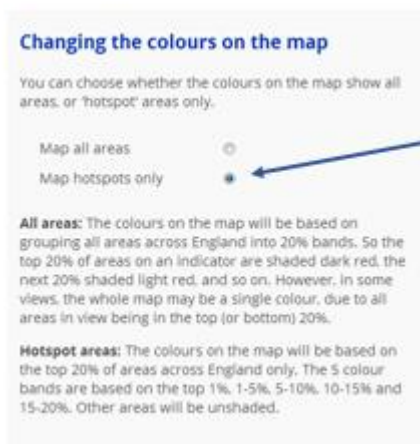 Changing the colours on the map
You can choose whether the colours on the map show all
areas, or 'hotspot' areas only.
Map all areas
Map hotspots only
All areas: The colours on the map will be based on
grouping all areas across England into 20% bands. So the
top 20% of areas on an indicator are shaded dark red, the
next 20% shaded light red, and so on. However, in some
views, the whole map may be a single colour, due to all
areas in view being in the top (or bottom) 20%.
Hotspot areas: The colours on the map will be based on
the top 20% of areas across England only. The 5 colour
bands are based on the top 1%, 1-5%, 5-10%, 10-15% and
15-20%. Other areas will be unshaded.